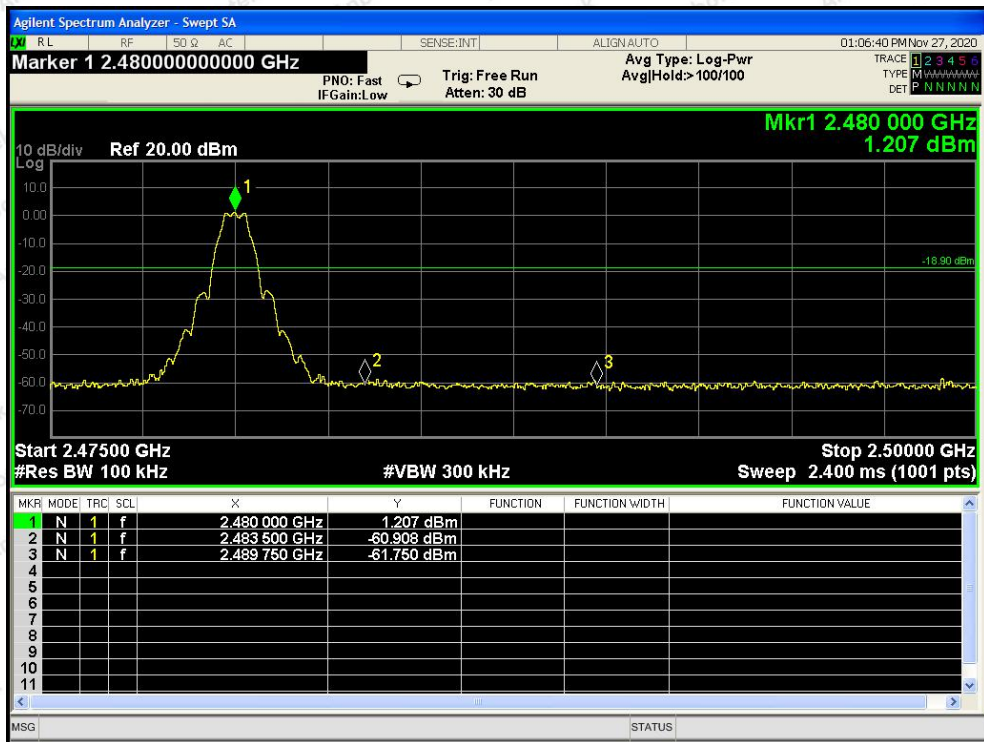 Agilent Spectrum Analyzer - Swept SA
LXI RL RF 50 Ω AC SENSE:INT ALIGN AUTO 01:06:40 PM Nov 27, 2020
Marker 1 2.480000000000 GHz
PNO: Fast
IFGain:Low
Trig: Free Run
Atten: 30 dB
Avg Type: Log-Pwr
Avg|Hold:>100/100
TRACE 1 2 3 4 5 6
TYPE M
DET P N N N N N
Mkr1 2.480 000 GHz
1.207 dBm
10 dB/div Ref 20.00 dBm
Log
10.0
0.00
-10.0
-20.0
-30.0
-40.0
-50.0
-60.0
-70.0
1
2
3
-18.90 dBm
Start 2.47500 GHz Stop 2.50000 GHz
#Res BW 100 kHz #VBW 300 kHz Sweep 2.400 ms (1001 pts)
MKR MODE TRC SCL X Y FUNCTION FUNCTION WIDTH FUNCTION VALUE
1 N 1 f 2.480 000 GHz 1.207 dBm
2 N 1 f 2.483 500 GHz -60.908 dBm
3 N 1 f 2.489 750 GHz -61.750 dBm
4
5
6
7
8
9
10
11
MSG STATUS